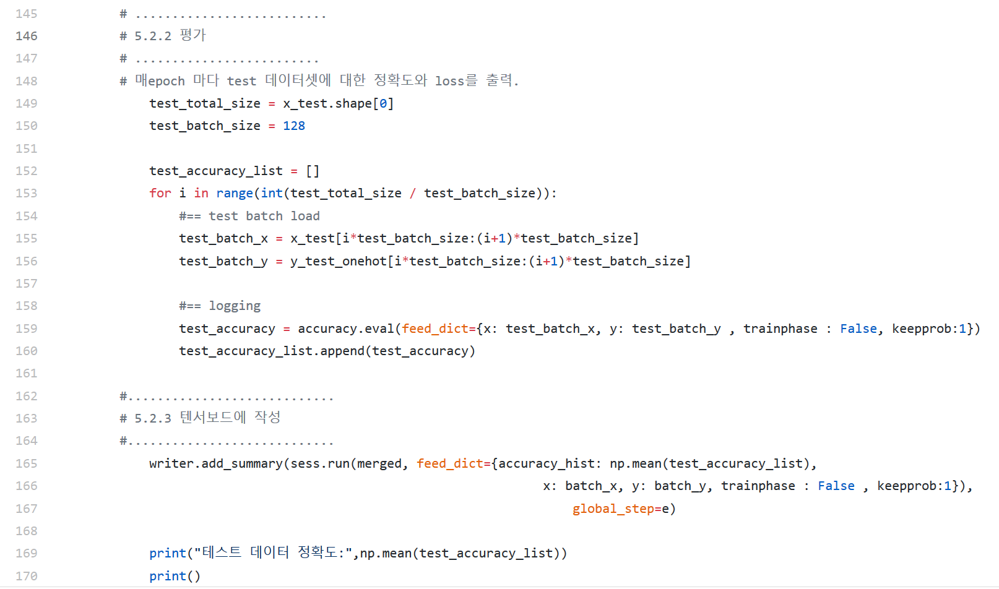 145 # ..........................
146 # 5.2.2 평가
147 # .........................
148 # 매epoch 마다 test 데이터셋에 대한 정확도와 loss를 출력.
149 test_total_size = x_test.shape[0]
150 test_batch_size = 128
151
152 test_accuracy_list = []
153 for i in range(int(test_total_size / test_batch_size)):
154 #== test batch load
155 test_batch_x = x_test[i*test_batch_size:(i+1)*test_batch_size]
156 test_batch_y = y_test_onehot[i*test_batch_size:(i+1)*test_batch_size]
157
158 #== logging
159 test_accuracy = accuracy.eval(feed_dict={x: test_batch_x, y: test_batch_y , trainphase : False, keepprob:1})
160 test_accuracy_list.append(test_accuracy)
161
162 #............................
163 # 5.2.3 텐서보드에 작성
164 #............................
165 writer.add_summary(sess.run(merged, feed_dict={accuracy_hist: np.mean(test_accuracy_list),
166 x: batch_x, y: batch_y, trainphase : False , keepprob:1}),
167 global_step=e)
168
169 print("테스트 데이터 정확도:",np.mean(test_accuracy_list))
170 print()